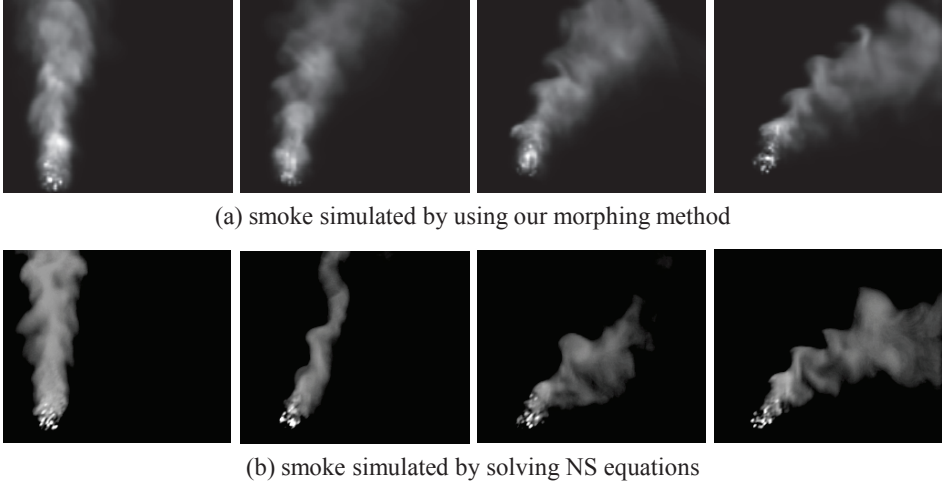 (a) smoke simulated by using our morphing method
(b) smoke simulated by solving NS equations